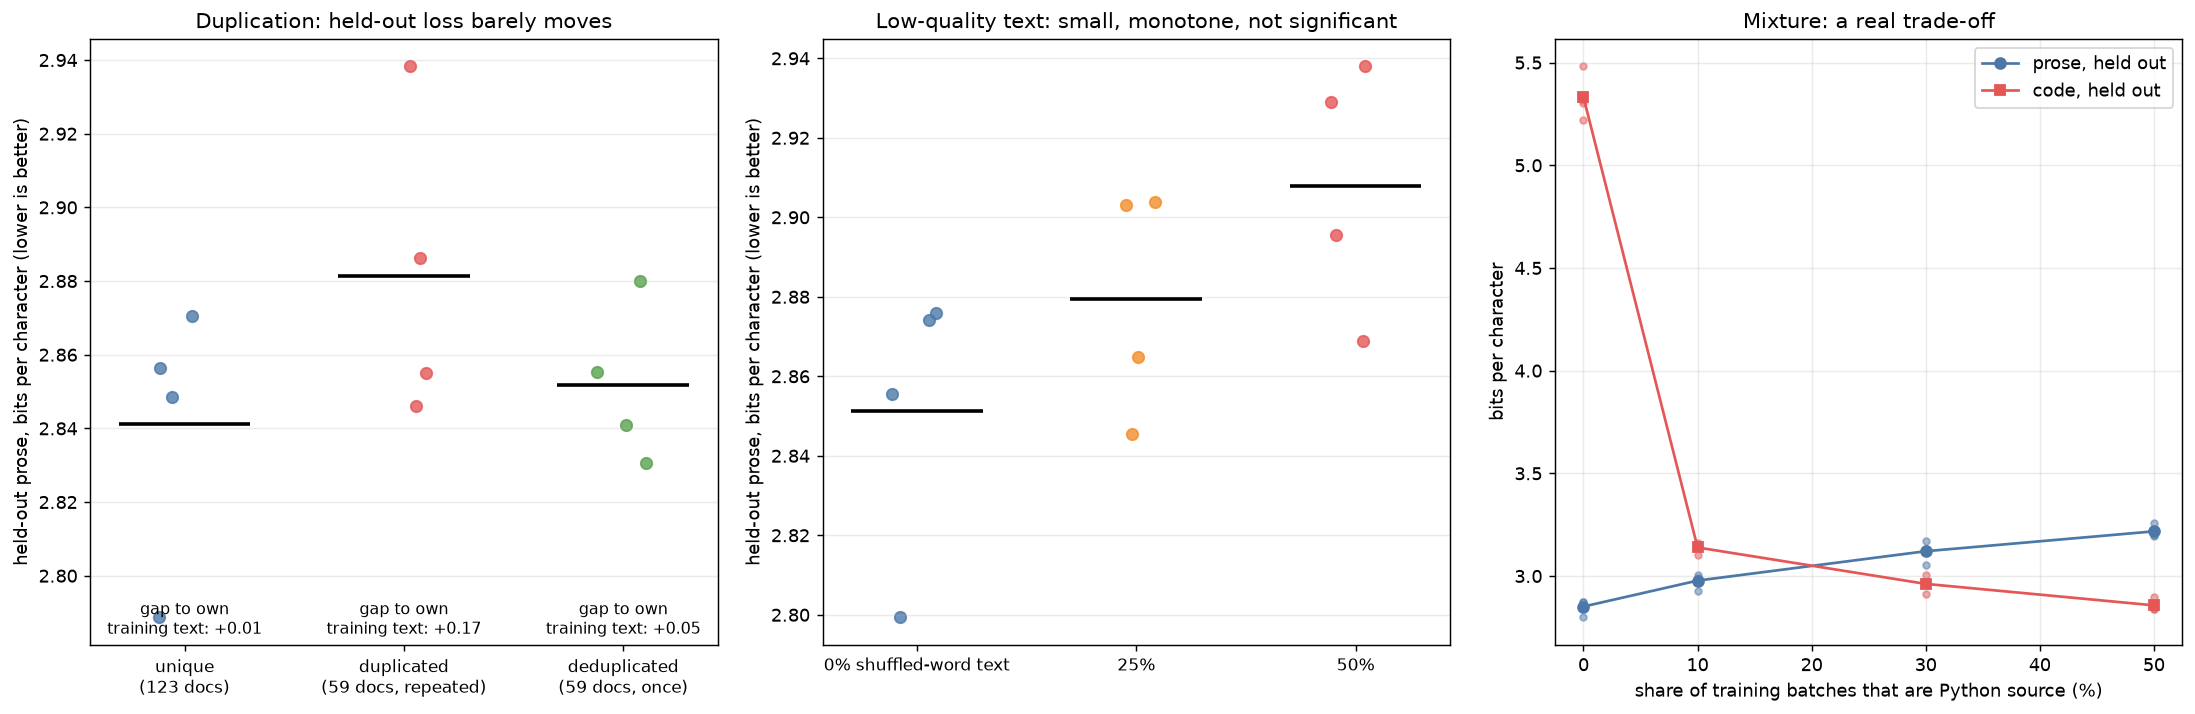 Duplication: held-out loss barely moves
held-out prose, bits per character (lower is better)
2.94
2.92
2.90
2.88
2.86
2.84
2.82
2.80
gap to own
training text: +0.01
gap to own
training text: +0.17
gap to own
training text: +0.05
unique
(123 docs)
duplicated
(59 docs, repeated)
deduplicated
(59 docs, once)
Low-quality text: small, monotone, not significant
held-out prose, bits per character (lower is better)
2.94
2.92
2.90
2.88
2.86
2.84
2.82
2.80
0% shuffled-word text
25%
50%
Mixture: a real trade-off
prose, held out
code, held out
bits per character
5.5
5.0
4.5
4.0
3.5
3.0
0
10
20
30
40
50
share of training batches that are Python source (%)